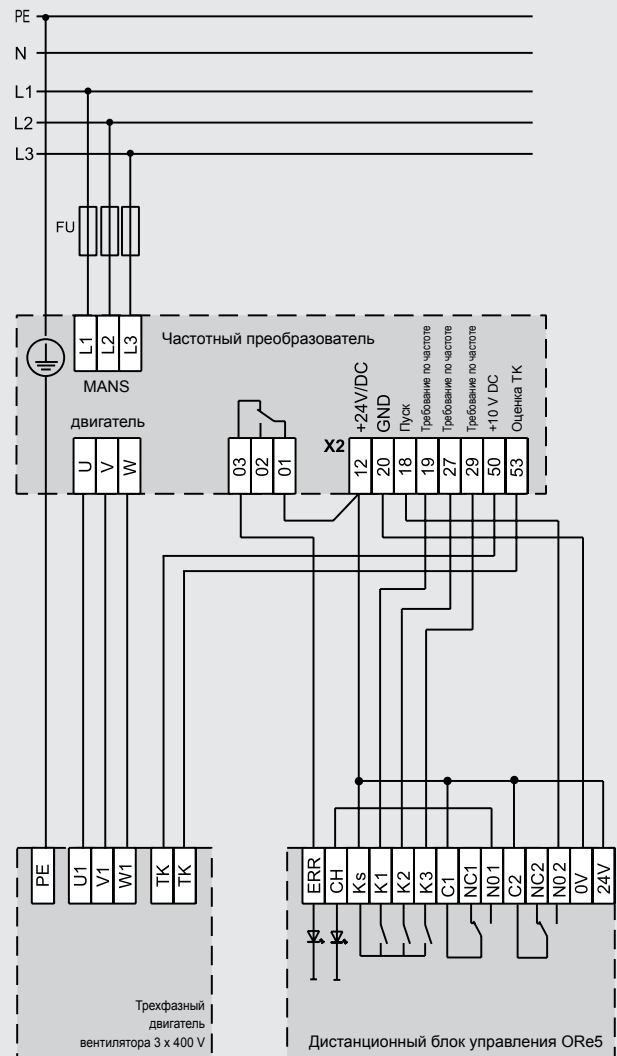 PE
N
L1
L2
L3
FU
L1
L2
L3
Частотный преобразователь
MANS
двигатель
U
V
W
03
02
01
X2
+24V/DC
GND
Пуск
Требование по частоте
Требование по частоте
Требование по частоте
+10 V DC
Оценка ТК
12
20
18
19
27
29
50
53
PE
U1
V1
W1
TK
TK
ERR
CH
Ks
K1
K2
K3
C1
NC1
N01
C2
NC2
N02
0V
24V
Трехфазный
двигатель
вентилятора 3 x 400 V
Дистанционный блок управления ORe5